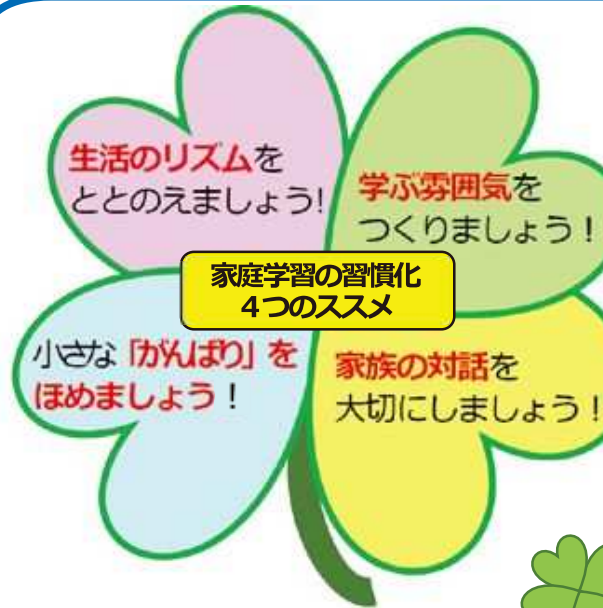 生活のリズムを
ととのえましょう!
学ぶ雰囲気を
つくりましょう！
家庭学習の習慣化
４つのススメ
小さな「がんばり」を
ほめましょう！
家族の対話を
大切にしましょう！